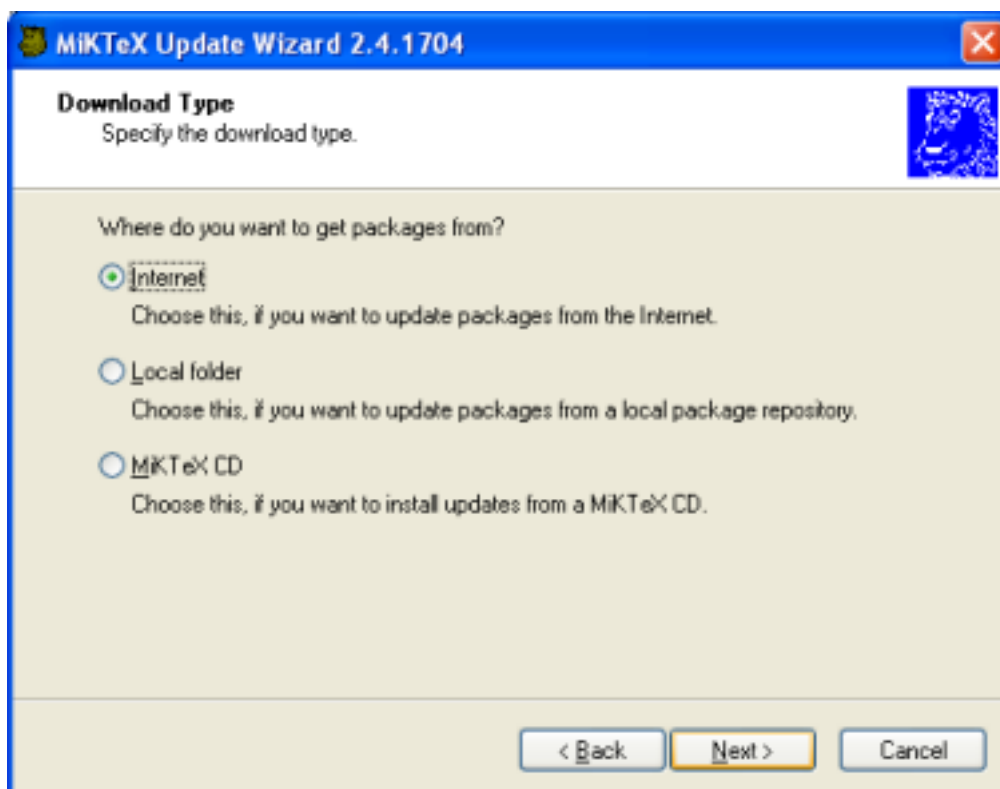 MiKTeX Update Wizard 2.4.1704
Download Type
Specify the download type.
Where do you want to get packages from?
Internet
Choose this, if you want to update packages from the Internet.
Local folder
Choose this, if you want to update packages from a local package repository.
MiKTeX CD
Choose this, if you want to install updates from a MiKTeX CD.
< Back Next > Cancel